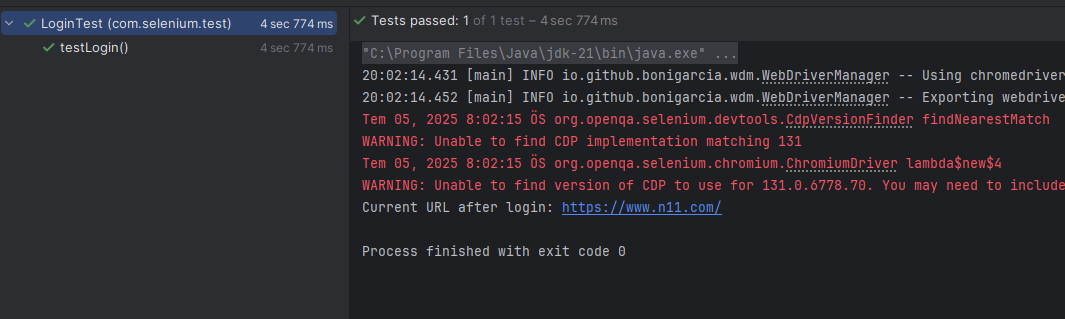 LoginTest (com.selenium.test) 4 sec 774 ms
testLogin() 4 sec 774 ms
Tests passed: 1 of 1 test – 4 sec 774 ms
"C:\Program Files\Java\jdk-21\bin\java.exe" ...
20:02:14.431 [main] INFO io.github.bonigarcia.wdm.WebDriverManager -- Using chromedriver
20:02:14.452 [main] INFO io.github.bonigarcia.wdm.WebDriverManager -- Exporting webdrive
Tem 05, 2025 8:02:15 ÖS org.openqa.selenium.devtools.CdpVersionFinder findNearestMatch
WARNING: Unable to find CDP implementation matching 131
Tem 05, 2025 8:02:15 ÖS org.openqa.selenium.chromium.ChromiumDriver lambda$new$4
WARNING: Unable to find version of CDP to use for 131.0.6778.70. You may need to include
Current URL after login: https://www.n11.com/
Process finished with exit code 0